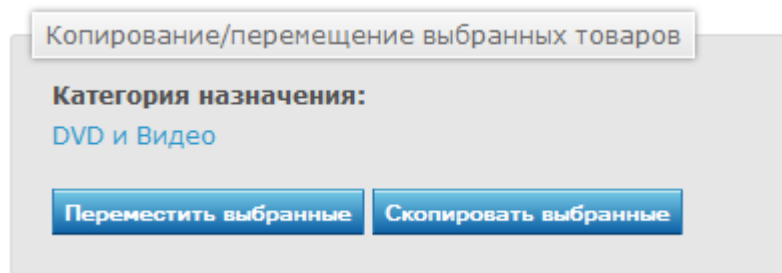 Копирование/перемещение выбранных товаров
Категория назначения:
DVD и Видео
Переместить выбранные Скопировать выбранные